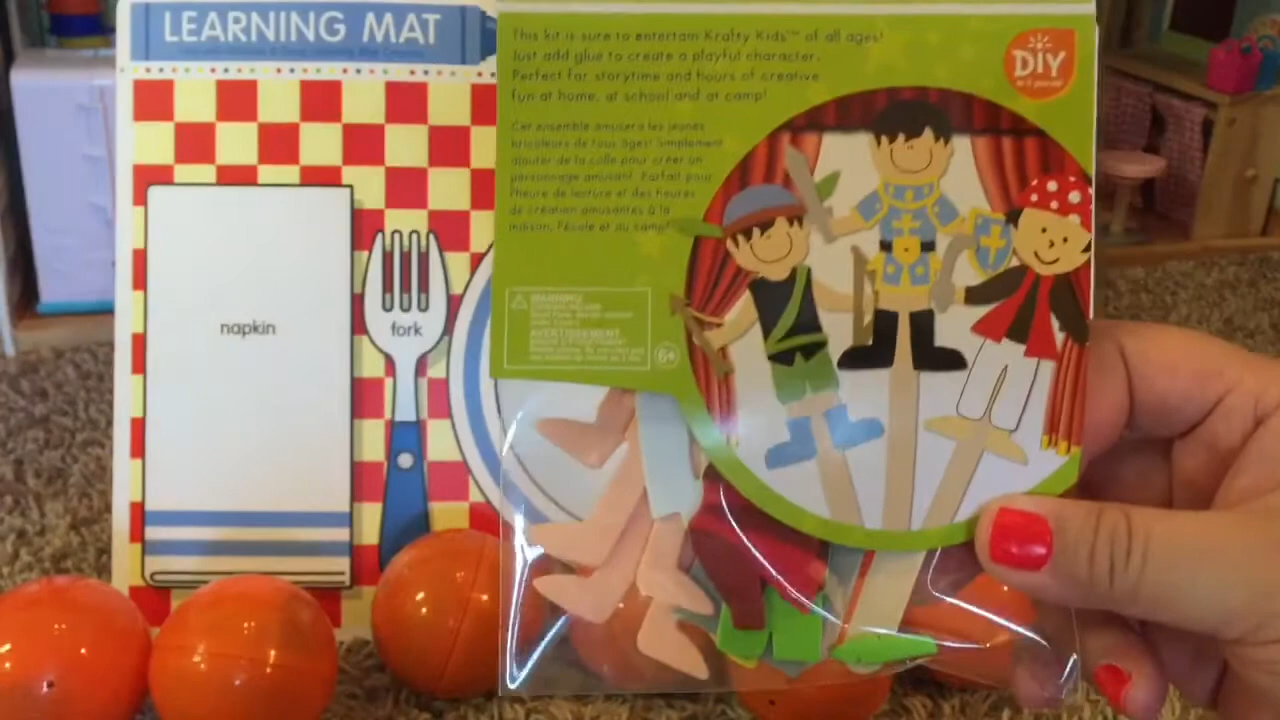 LEARNING MAT
napkin
fork
This kit is sure to entertain Krafty Kids™ of all ages!
Just add glue to create a playful character.
Perfect for storytime and hours of creative
fun at home, at school and at camp!
DIY
do it yourself
Cet ensemble amusera les jeunes
bricoleurs de tous âges! Simplement
ajouter de la colle pour créer un
personnage amusant. Parfait pour
l'heure de lecture et des heures
de création amusantes à la
maison, l'école et au camp!
WARNING!
AVERTISSEMENT
6+